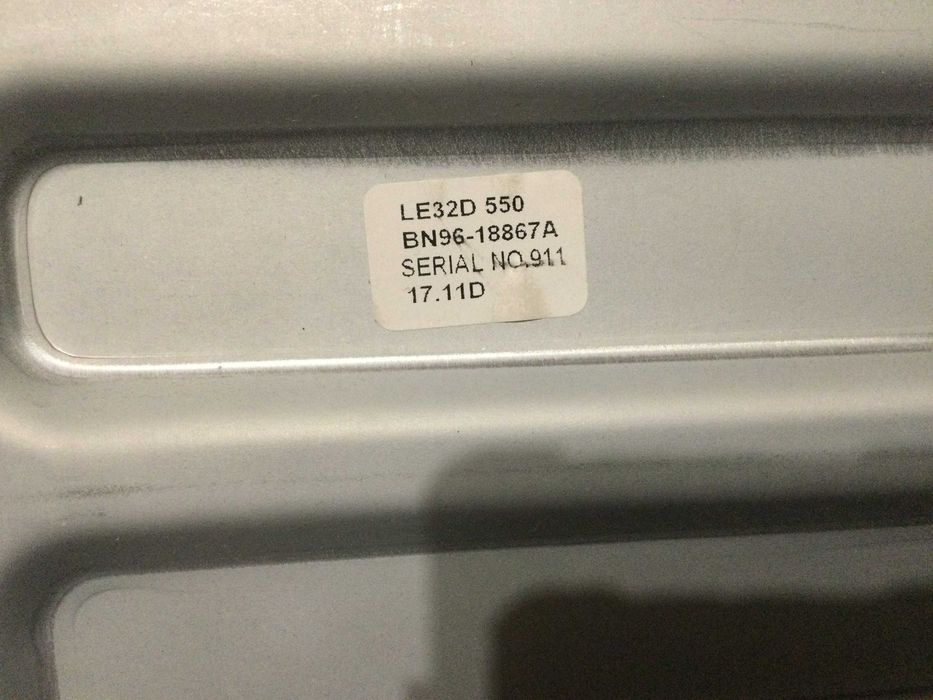 LE32D 550
BN96-18867A
SERIAL NO.911
17.11D